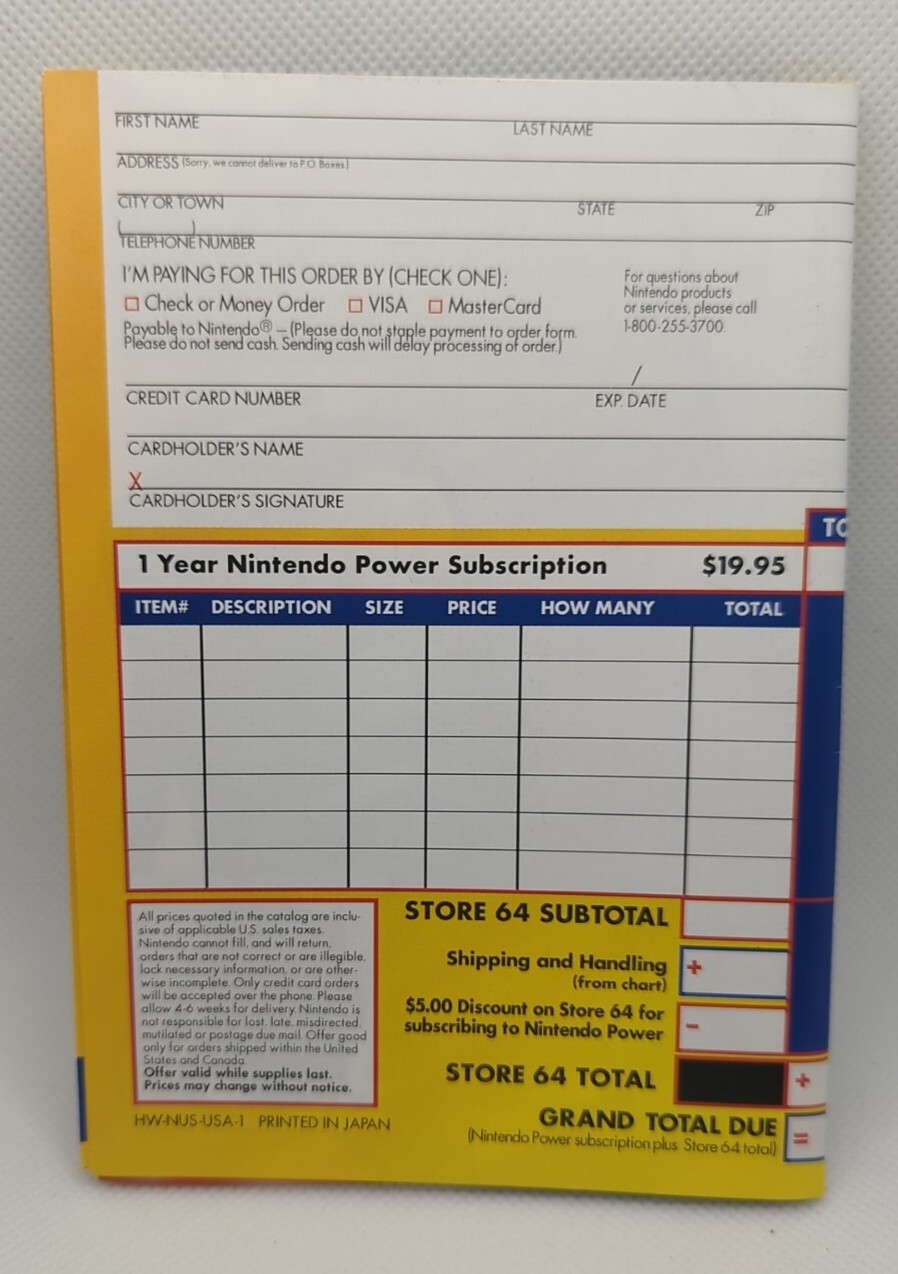 FIRST NAME LAST NAME
ADDRESS (Sorry, we cannot deliver to P.O. Boxes.)
CITY OR TOWN STATE ZIP
( )
TELEPHONE NUMBER
I'M PAYING FOR THIS ORDER BY (CHECK ONE):
□ Check or Money Order □ VISA □ MasterCard
Payable to Nintendo® – (Please do not staple payment to order form.
Please do not send cash. Sending cash will delay processing of order.)
For questions about
Nintendo products
or services, please call
1-800-255-3700.
/
CREDIT CARD NUMBER EXP. DATE
CARDHOLDER'S NAME
X
CARDHOLDER'S SIGNATURE
1 Year Nintendo Power Subscription $19.95
ITEM# DESCRIPTION SIZE PRICE HOW MANY TOTAL
All prices quoted in the catalog are inclu-
sive of applicable U.S. sales taxes.
Nintendo cannot fill, and will return,
orders that are not correct or are illegible,
lack necessary information, or are other-
wise incomplete. Only credit card orders
will be accepted over the phone. Please
allow 4-6 weeks for delivery. Nintendo is
not responsible for lost, late, misdirected,
mutilated or postage due mail. Offer good
only for orders shipped within the United
States and Canada.
Offer valid while supplies last.
Prices may change without notice.
STORE 64 SUBTOTAL
Shipping and Handling +
(from chart)
$5.00 Discount on Store 64 for
subscribing to Nintendo Power –
STORE 64 TOTAL +
GRAND TOTAL DUE =
(Nintendo Power subscription plus Store 64 total)
HW-NUS-USA-1 PRINTED IN JAPAN